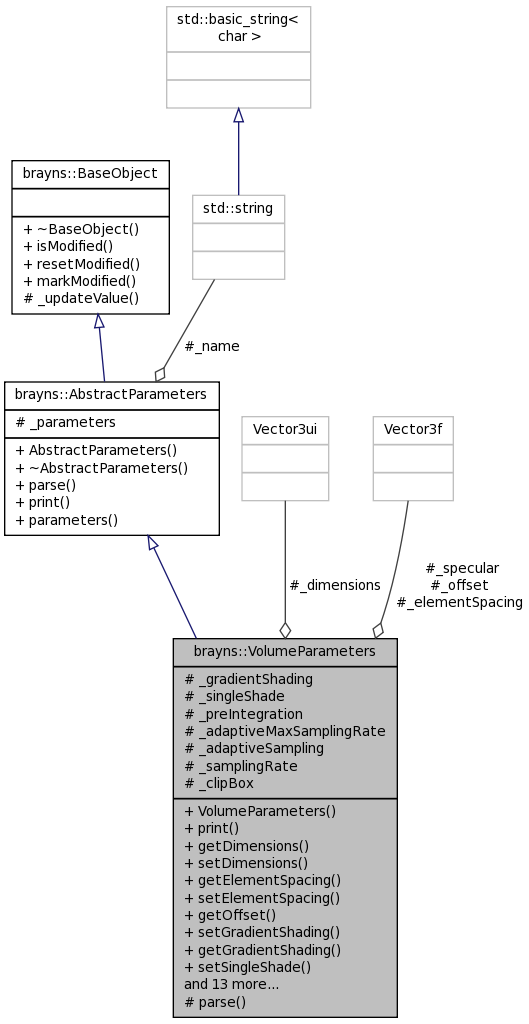 std::basic_string<
char >
brayns::BaseObject
+ ~BaseObject()
+ isModified()
+ resetModified()
+ markModified()
# _updateValue()
std::string
#_name
brayns::AbstractParameters
# _parameters
+ AbstractParameters()
+ ~AbstractParameters()
+ parse()
+ print()
+ parameters()
Vector3ui
Vector3f
#_dimensions
#_specular
#_offset
#_elementSpacing
brayns::VolumeParameters
# _gradientShading
# _singleShade
# _preIntegration
# _adaptiveMaxSamplingRate
# _adaptiveSampling
# _samplingRate
# _clipBox
+ VolumeParameters()
+ print()
+ getDimensions()
+ setDimensions()
+ getElementSpacing()
+ setElementSpacing()
+ getOffset()
+ setGradientShading()
+ getGradientShading()
+ setSingleShade()
and 13 more...
# parse()